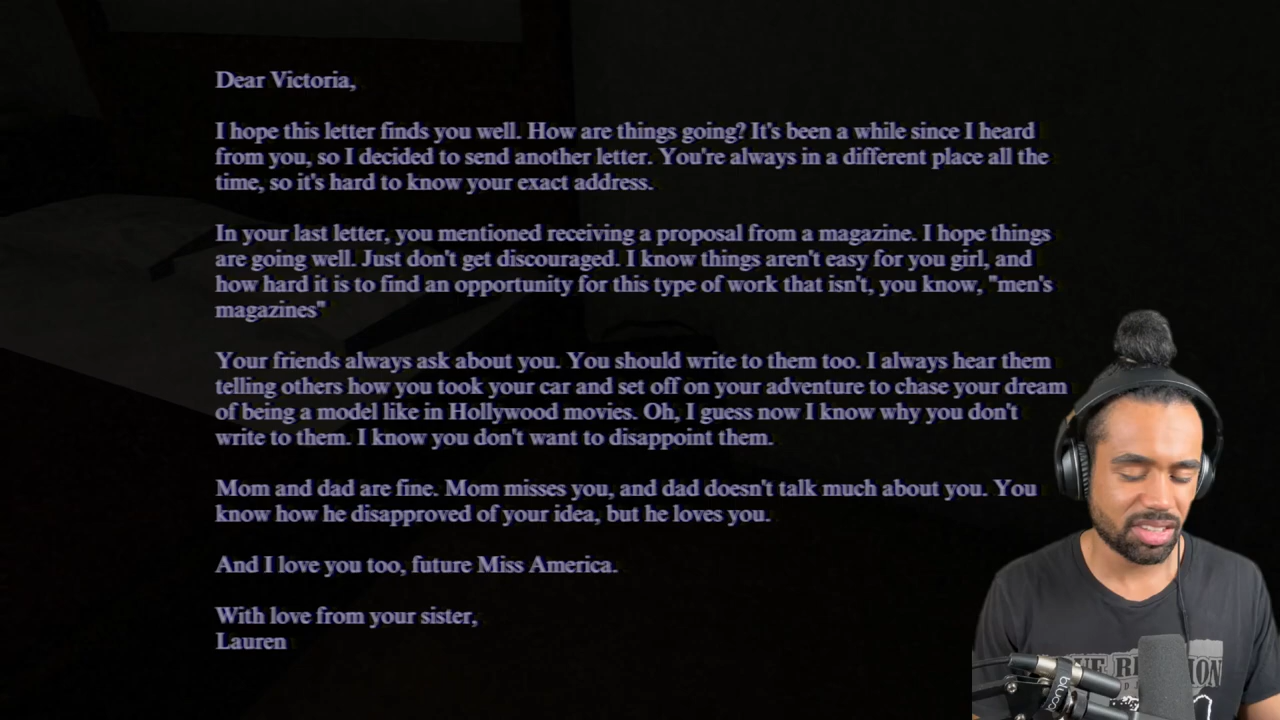 Dear Victoria,
I hope this letter finds you well. How are things going? It's been a while since I heard
from you, so I decided to send another letter. You're always in a different place all the
time, so it's hard to know your exact address.
In your last letter, you mentioned receiving a proposal from a magazine. I hope things
are going well. Just don't get discouraged. I know things aren't easy for you girl, and
how hard it is to find an opportunity for this type of work that isn't, you know, "men's
magazines"
Your friends always ask about you. You should write to them too. I always hear them
telling others how you took your car and set off on your adventure to chase your dream
of being a model like in Hollywood movies. Oh, I guess now I know why you don't
write to them. I know you don't want to disappoint them.
Mom and dad are fine. Mom misses you, and dad doesn't talk much about you. You
know how he disapproved of your idea, but he loves you.
And I love you too, future Miss America.
With love from your sister,
Lauren